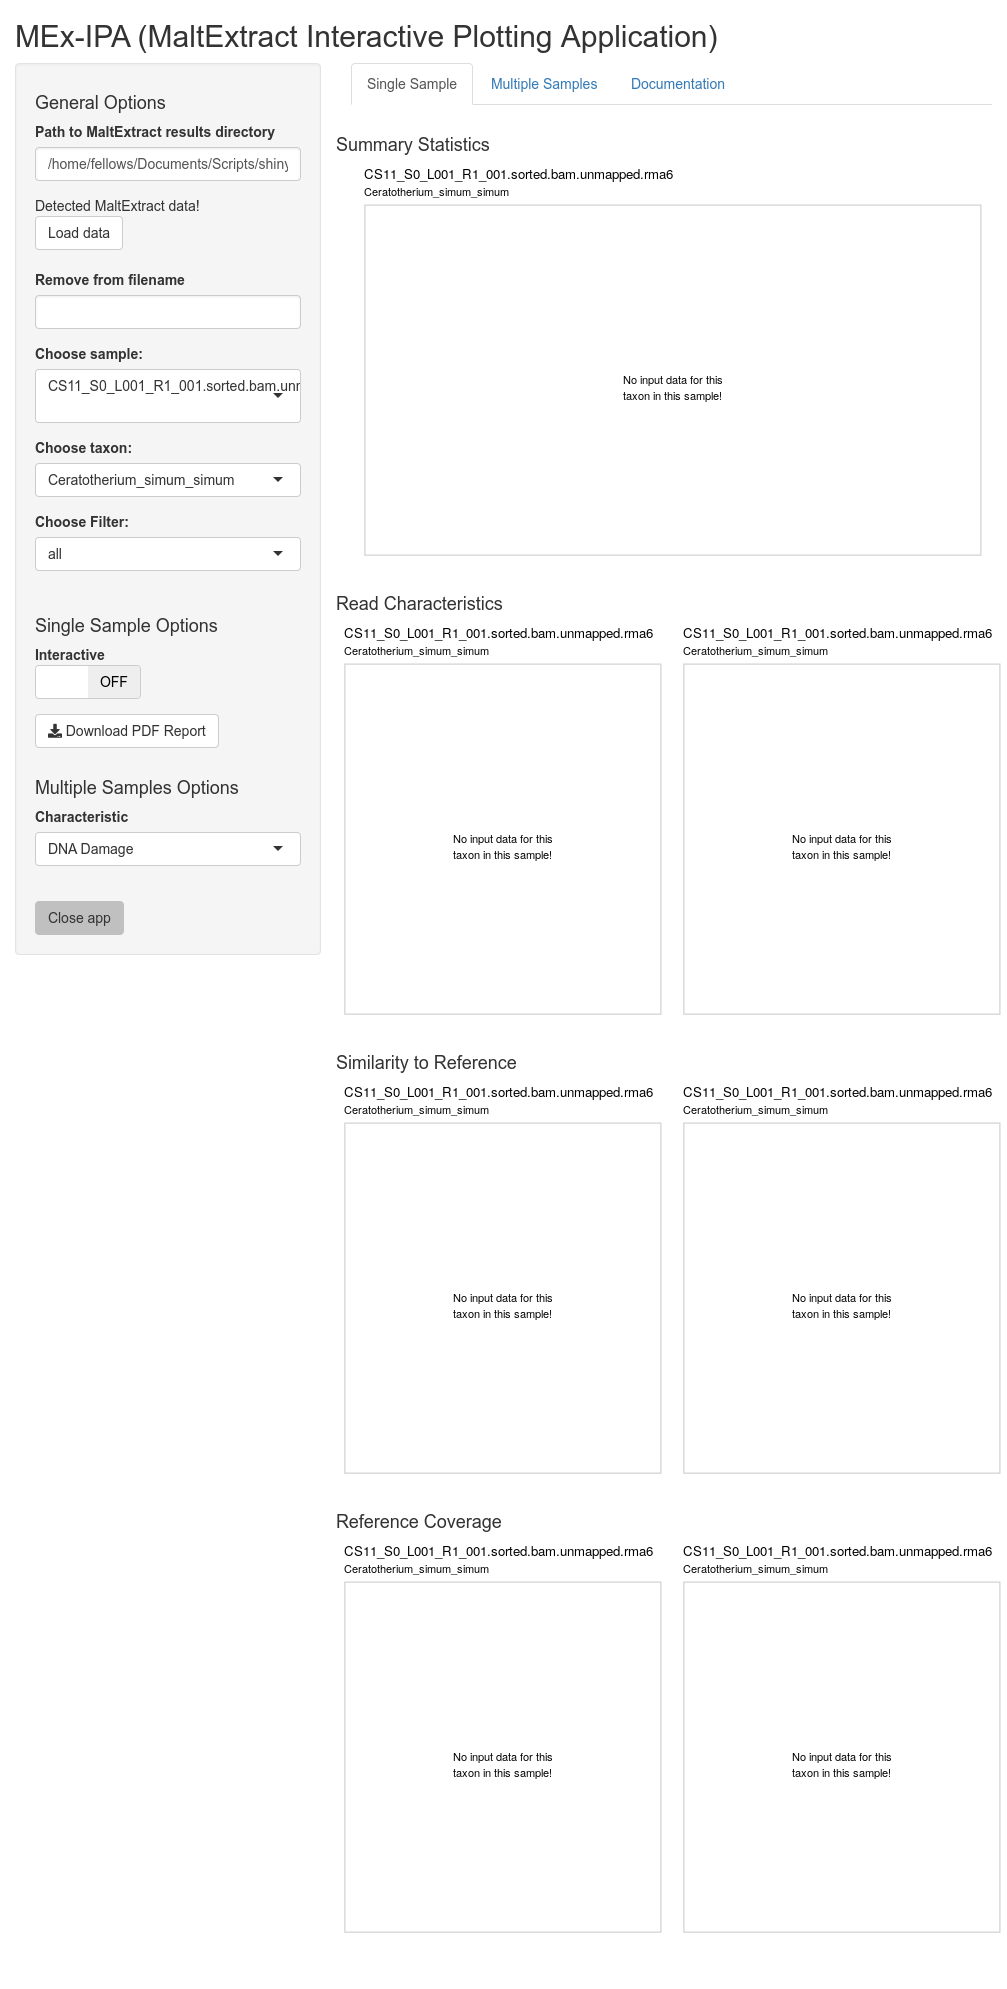 MEx-IPA (MaltExtract Interactive Plotting Application)
General Options
Path to MaltExtract results directory
/home/fellows/Documents/Scripts/shiny
Detected MaltExtract data!
Load data
Remove from filename
Choose sample:
CS11_S0_L001_R1_001.sorted.bam.unm
Choose taxon:
Ceratotherium_simum_simum
Choose Filter:
all
Single Sample Options
Interactive
OFF
Download PDF Report
Multiple Samples Options
Characteristic
DNA Damage
Close app
Single Sample Multiple Samples Documentation
Summary Statistics
CS11_S0_L001_R1_001.sorted.bam.unmapped.rma6
Ceratotherium_simum_simum
No input data for this
taxon in this sample!
Read Characteristics
CS11_S0_L001_R1_001.sorted.bam.unmapped.rma6
Ceratotherium_simum_simum
No input data for this
taxon in this sample!
CS11_S0_L001_R1_001.sorted.bam.unmapped.rma6
Ceratotherium_simum_simum
No input data for this
taxon in this sample!
Similarity to Reference
CS11_S0_L001_R1_001.sorted.bam.unmapped.rma6
Ceratotherium_simum_simum
No input data for this
taxon in this sample!
CS11_S0_L001_R1_001.sorted.bam.unmapped.rma6
Ceratotherium_simum_simum
No input data for this
taxon in this sample!
Reference Coverage
CS11_S0_L001_R1_001.sorted.bam.unmapped.rma6
Ceratotherium_simum_simum
No input data for this
taxon in this sample!
CS11_S0_L001_R1_001.sorted.bam.unmapped.rma6
Ceratotherium_simum_simum
No input data for this
taxon in this sample!